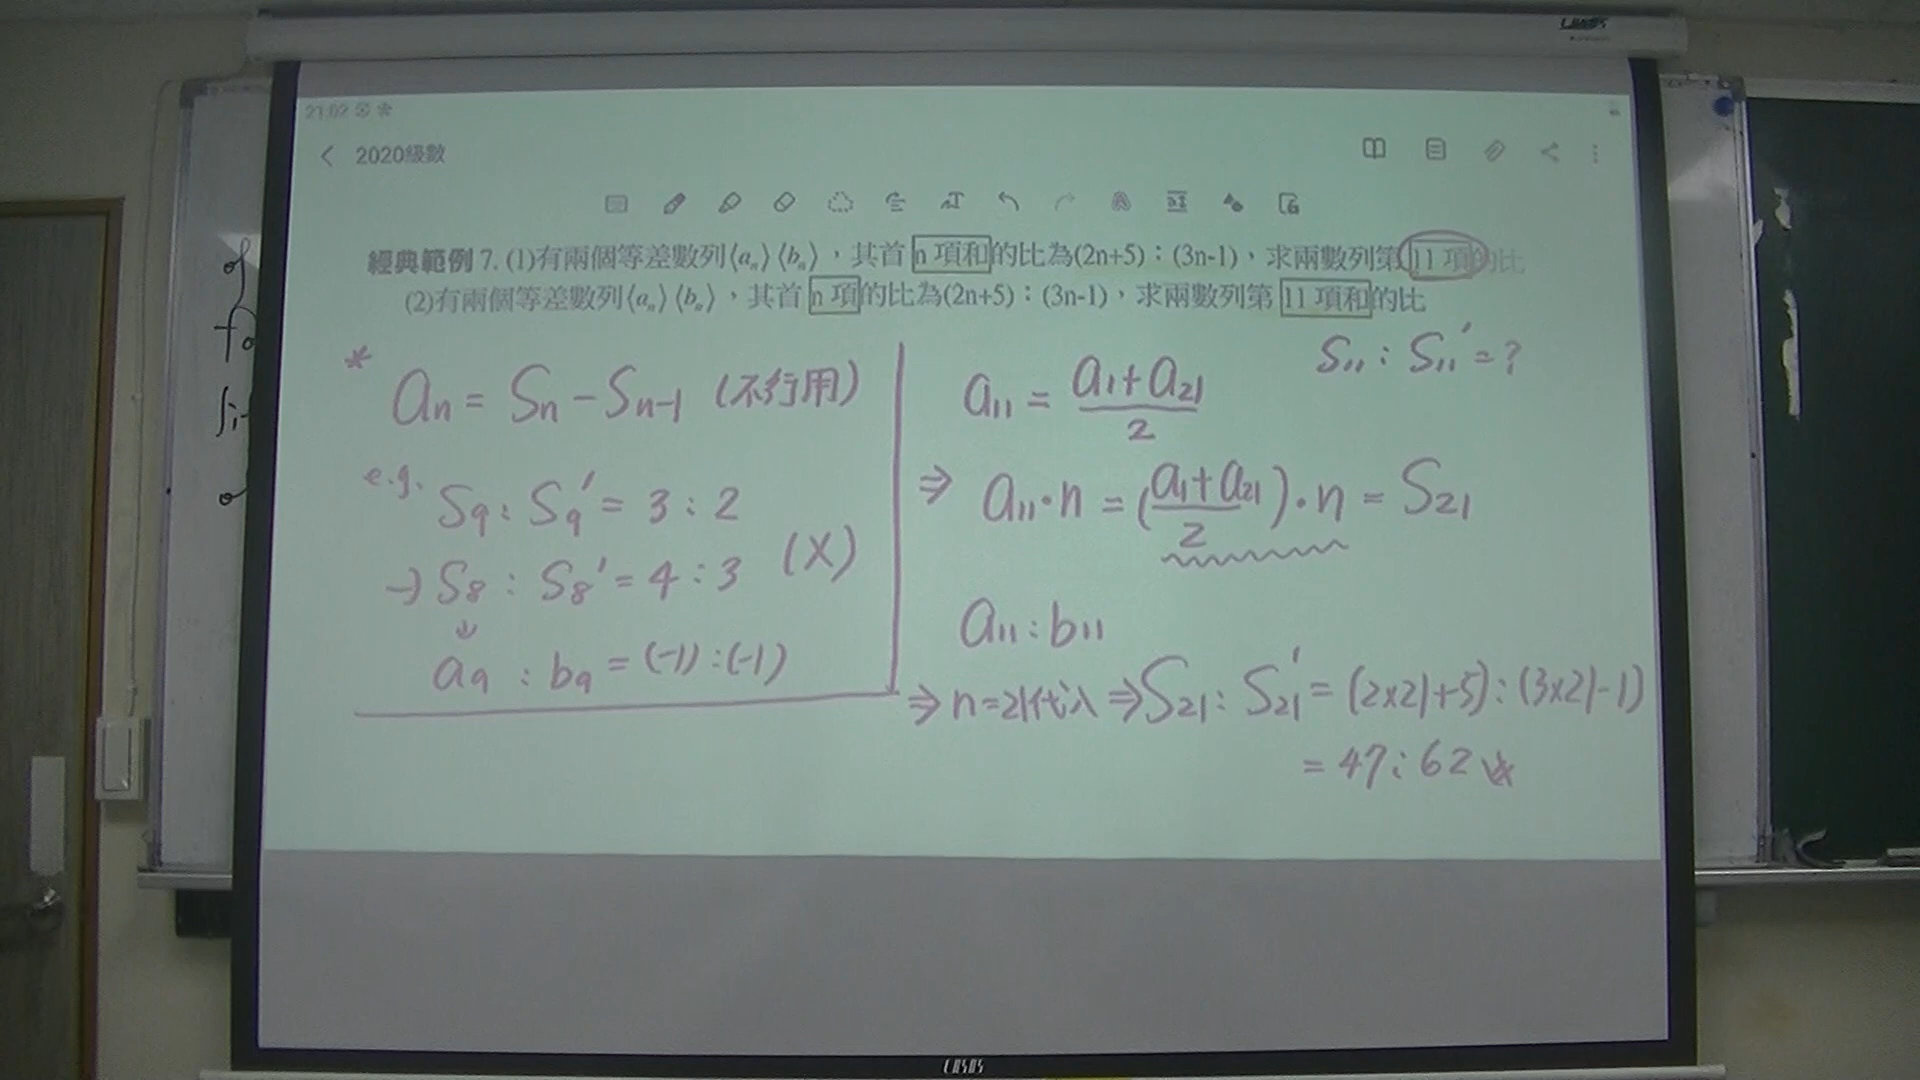 21:02
2020級數
經典範例 7. (1)有兩個等差數列⟨aₙ⟩⟨bₙ⟩，其首 n 項和的比為(2n+5)：(3n-1)，求兩數列第 11 項的比
(2)有兩個等差數列⟨aₙ⟩⟨bₙ⟩，其首 n 項的比為(2n+5)：(3n-1)，求兩數列第 11 項和的比
S₁₁ : S₁₁' = ?
* aₙ = Sₙ - Sₙ₋₁ (不行用)
e.g. S₉ : S₉' = 3 : 2
→ S₈ : S₈' = 4 : 3 (X)
↓
a₉ : b₉ = (-1) : (-1)
a₁₁ = (a₁+a₂₁)/2
⇒ a₁₁·n = ((a₁+a₂₁)/2)·n = S₂₁
a₁₁ : b₁₁
⇒ n=21代入 ⇒ S₂₁ : S₂₁' = (2×21+5) : (3×21-1)
= 47 : 62